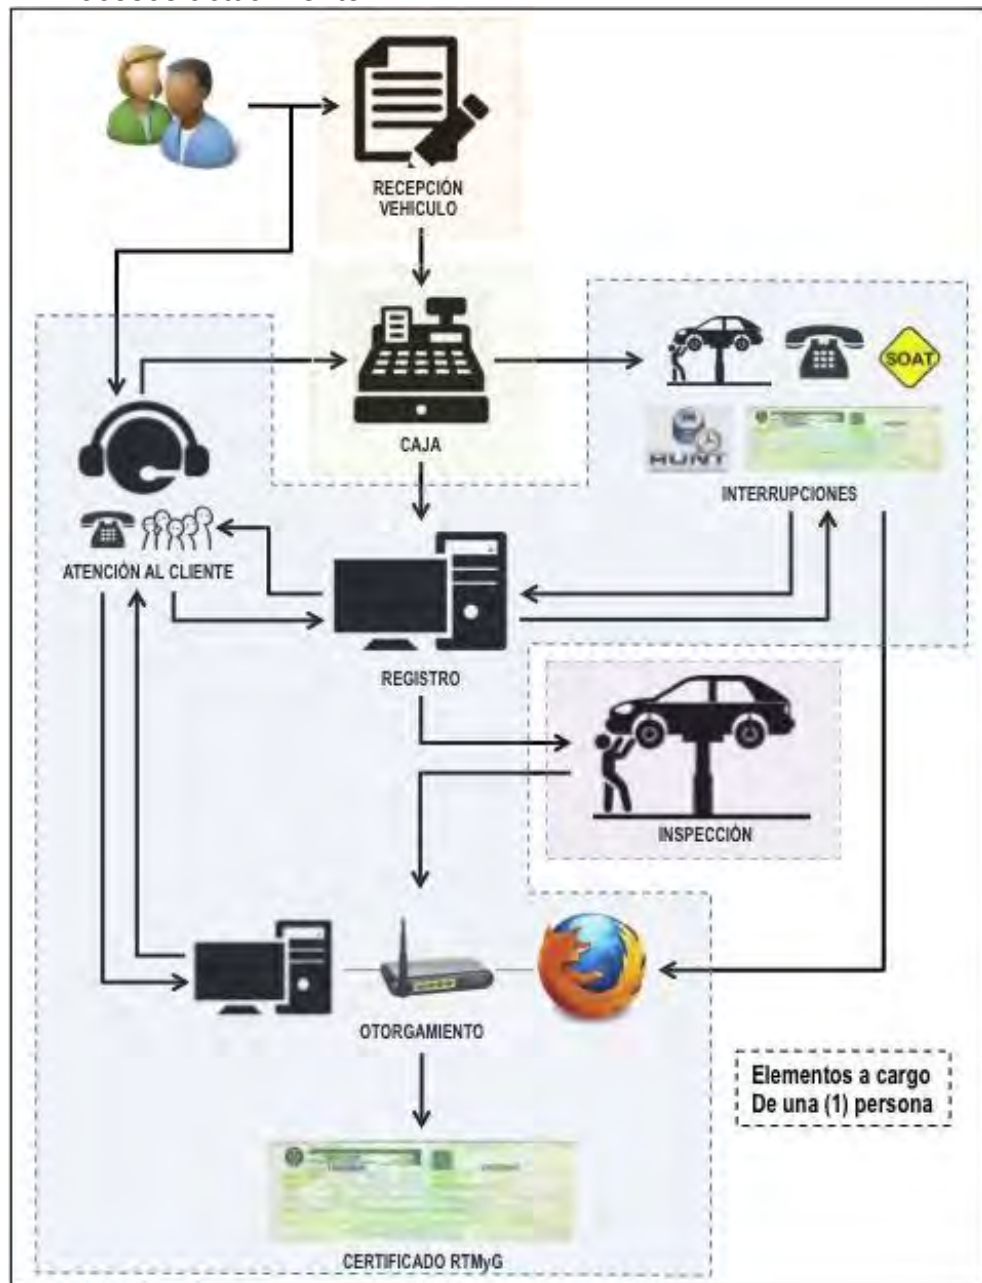 RECEPCIÓN
VEHICULO
CAJA
SOAT
RUNT
INTERRUPCIONES
ATENCIÓN AL CLIENTE
REGISTRO
INSPECCIÓN
OTORGAMIENTO
Elementos a cargo
De una (1) persona
CERTIFICADO RTMyG